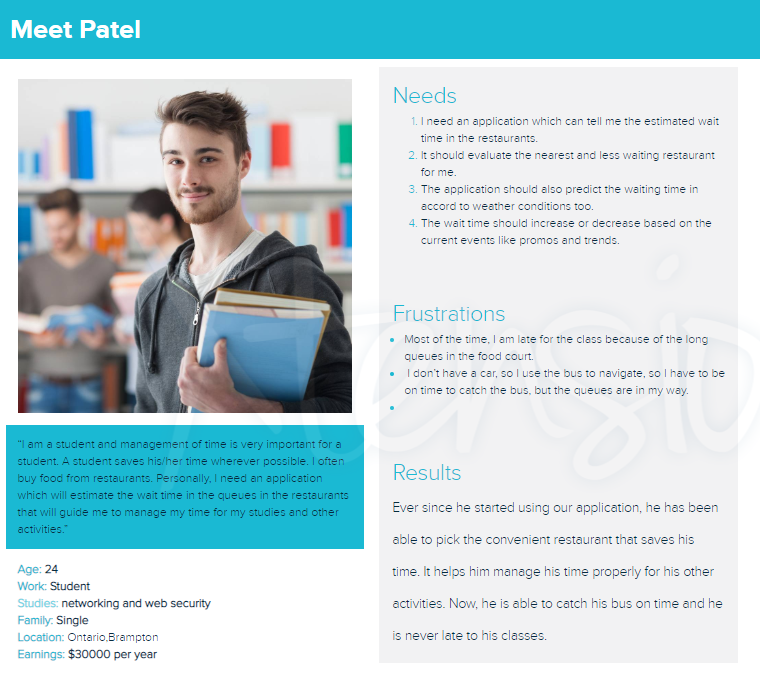 Meet Patel
"I am a student and management of time is very important for a
student. A student saves his/her time wherever possible. I often
buy food from restaurants. Personally, I need an application
which will estimate the wait time in the queues in the restaurants
that will guide me to manage my time for my studies and other
activities."
Age: 24
Work: Student
Studies: networking and web security
Family: Single
Location: Ontario,Brampton
Earnings: $30000 per year
Needs
1. I need an application which can tell me the estimated wait
time in the restaurants.
2. It should evaluate the nearest and less waiting restaurant
for me.
3. The application should also predict the waiting time in
accord to weather conditions too.
4. The wait time should increase or decrease based on the
current events like promos and trends.
Frustrations
• Most of the time, I am late for the class because of the long
queues in the food court.
• I don't have a car, so I use the bus to navigate, so I have to be
on time to catch the bus, but the queues are in my way.
•
Results
Ever since he started using our application, he has been
able to pick the convenient restaurant that saves his
time. It helps him manage his time properly for his other
activities. Now, he is able to catch his bus on time and he
is never late to his classes.